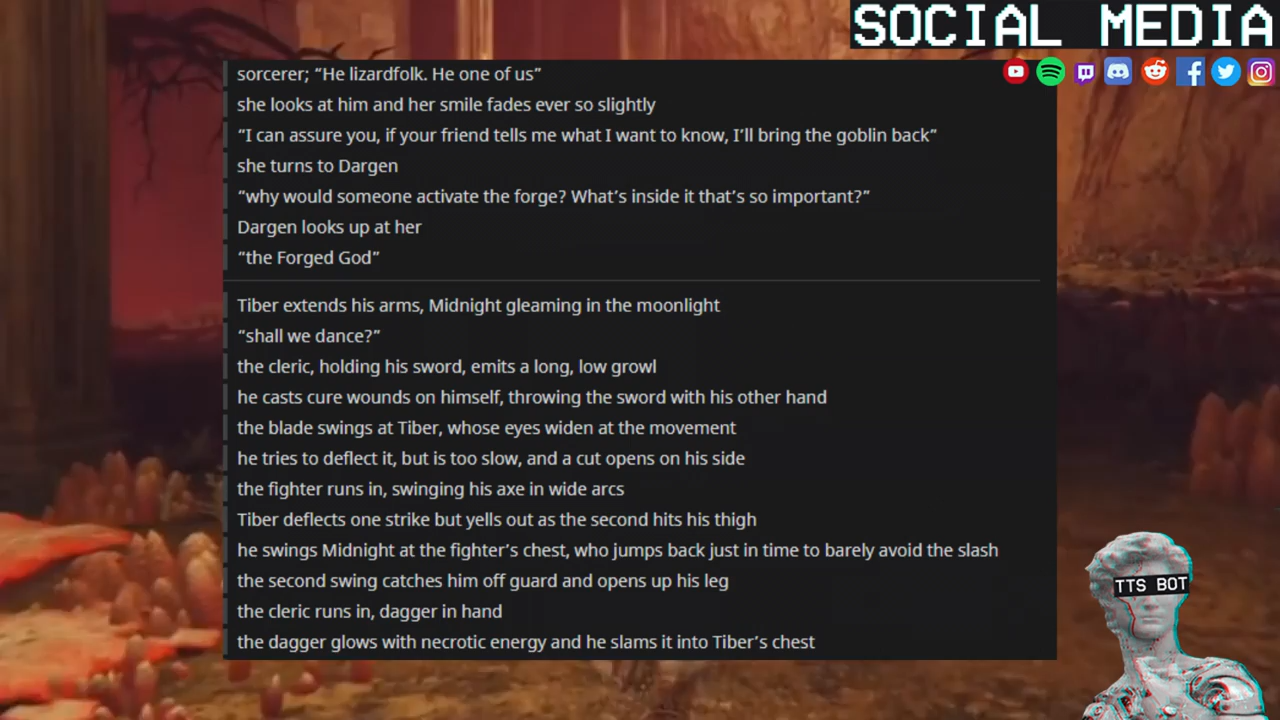 SOCIAL MEDIA
sorcerer; “He lizardfolk. He one of us”
she looks at him and her smile fades ever so slightly
“I can assure you, if your friend tells me what I want to know, I’ll bring the goblin back”
she turns to Dargen
“why would someone activate the forge? What’s inside it that’s so important?”
Dargen looks up at her
“the Forged God”
Tiber extends his arms, Midnight gleaming in the moonlight
“shall we dance?”
the cleric, holding his sword, emits a long, low growl
he casts cure wounds on himself, throwing the sword with his other hand
the blade swings at Tiber, whose eyes widen at the movement
he tries to deflect it, but is too slow, and a cut opens on his side
the fighter runs in, swinging his axe in wide arcs
Tiber deflects one strike but yells out as the second hits his thigh
he swings Midnight at the fighter’s chest, who jumps back just in time to barely avoid the slash
the second swing catches him off guard and opens up his leg
the cleric runs in, dagger in hand
the dagger glows with necrotic energy and he slams it into Tiber’s chest
TTS BOT